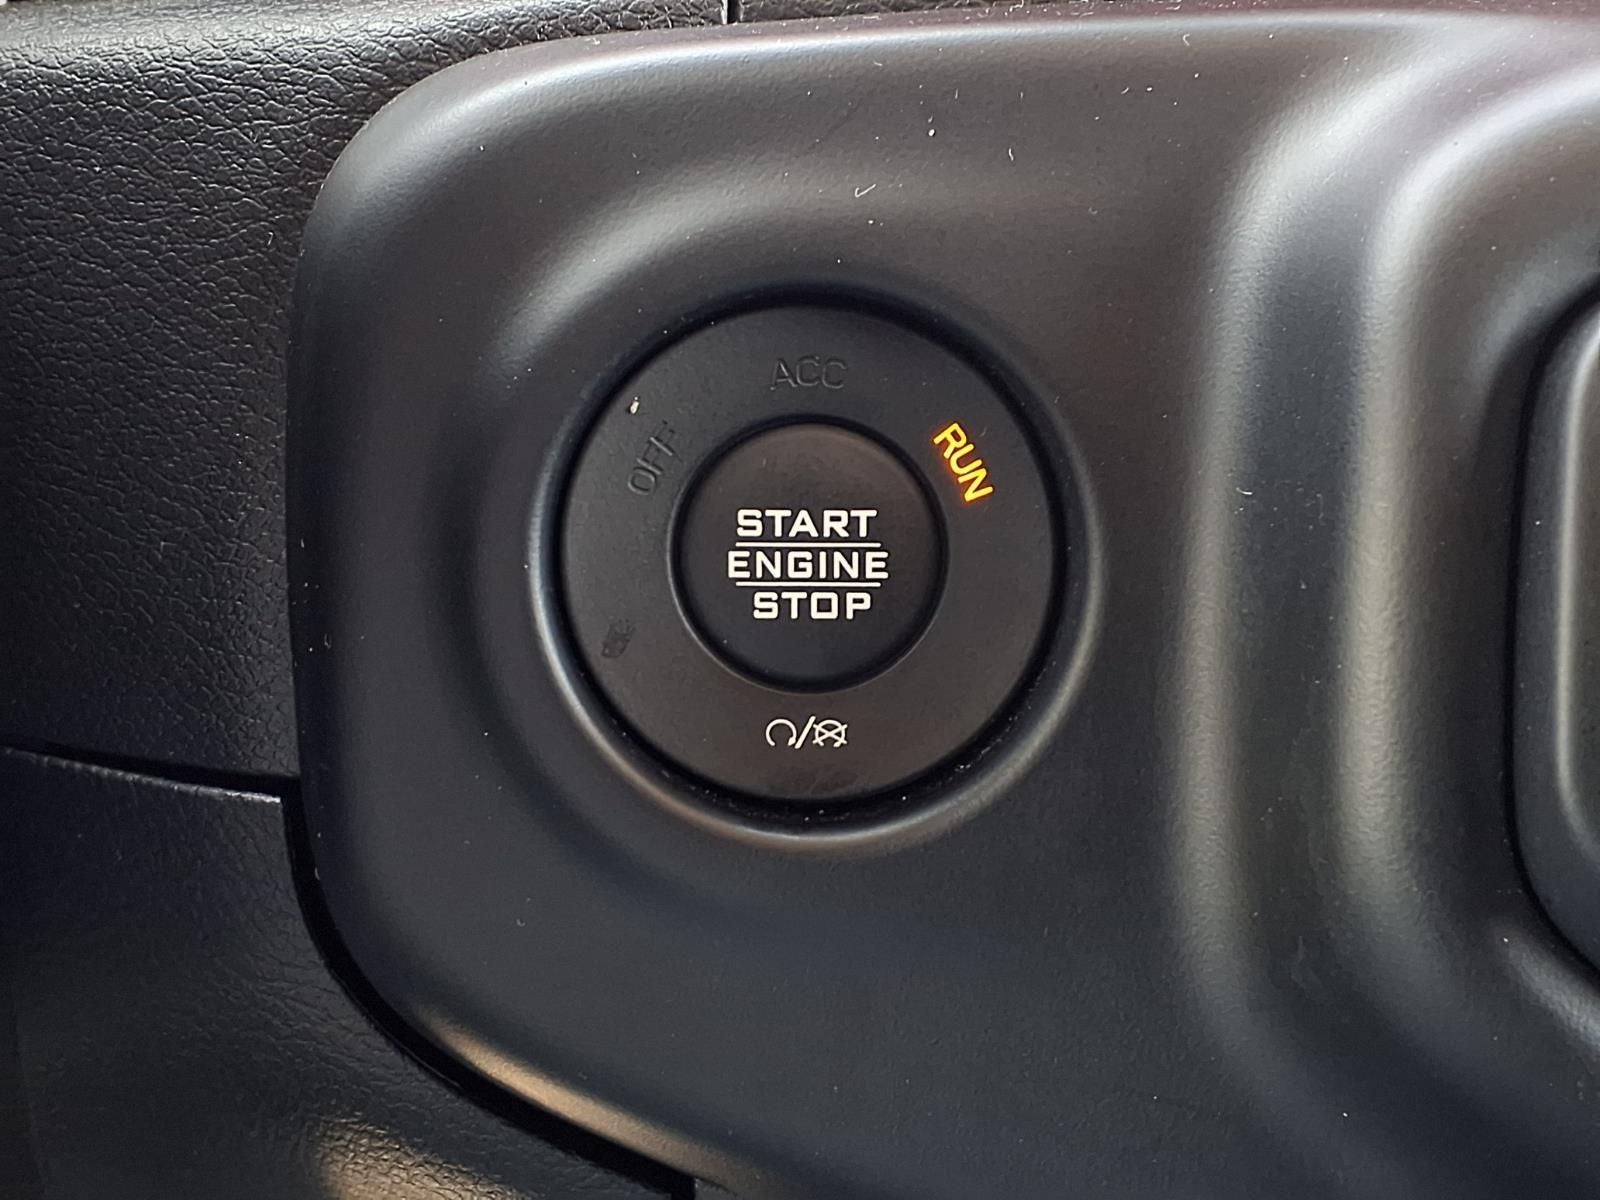 ACC
OFF
RUN
START
ENGINE
STOP